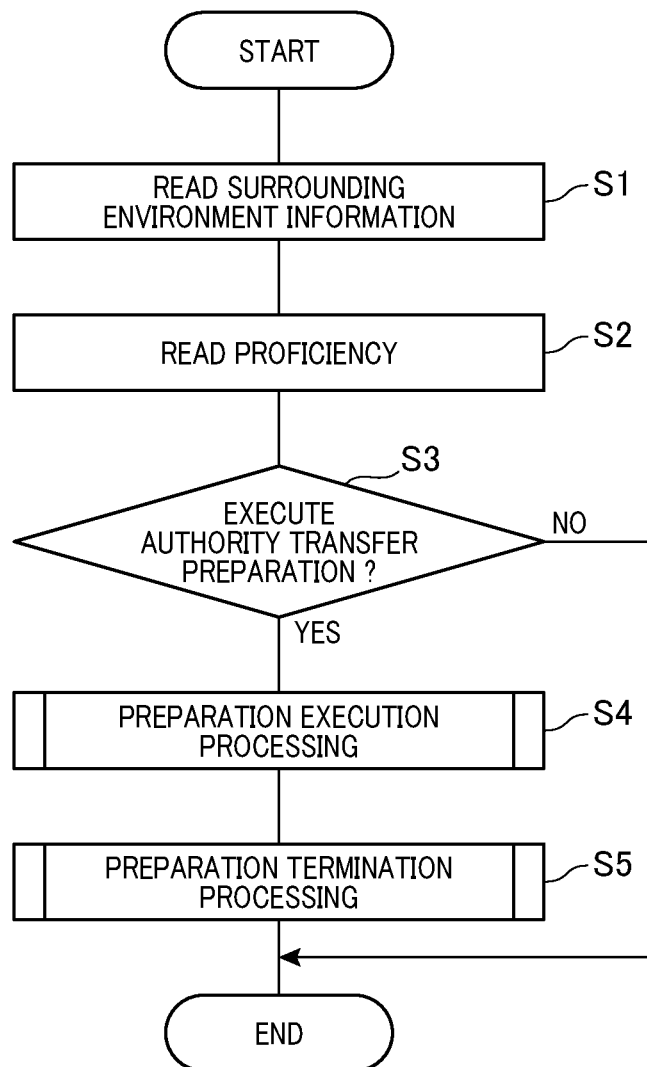 START
READ SURROUNDING
ENVIRONMENT INFORMATION
S1
READ PROFICIENCY
S2
S3
EXECUTE
AUTHORITY TRANSFER
PREPARATION ?
NO
YES
PREPARATION EXECUTION
PROCESSING
S4
PREPARATION TERMINATION
PROCESSING
S5
END